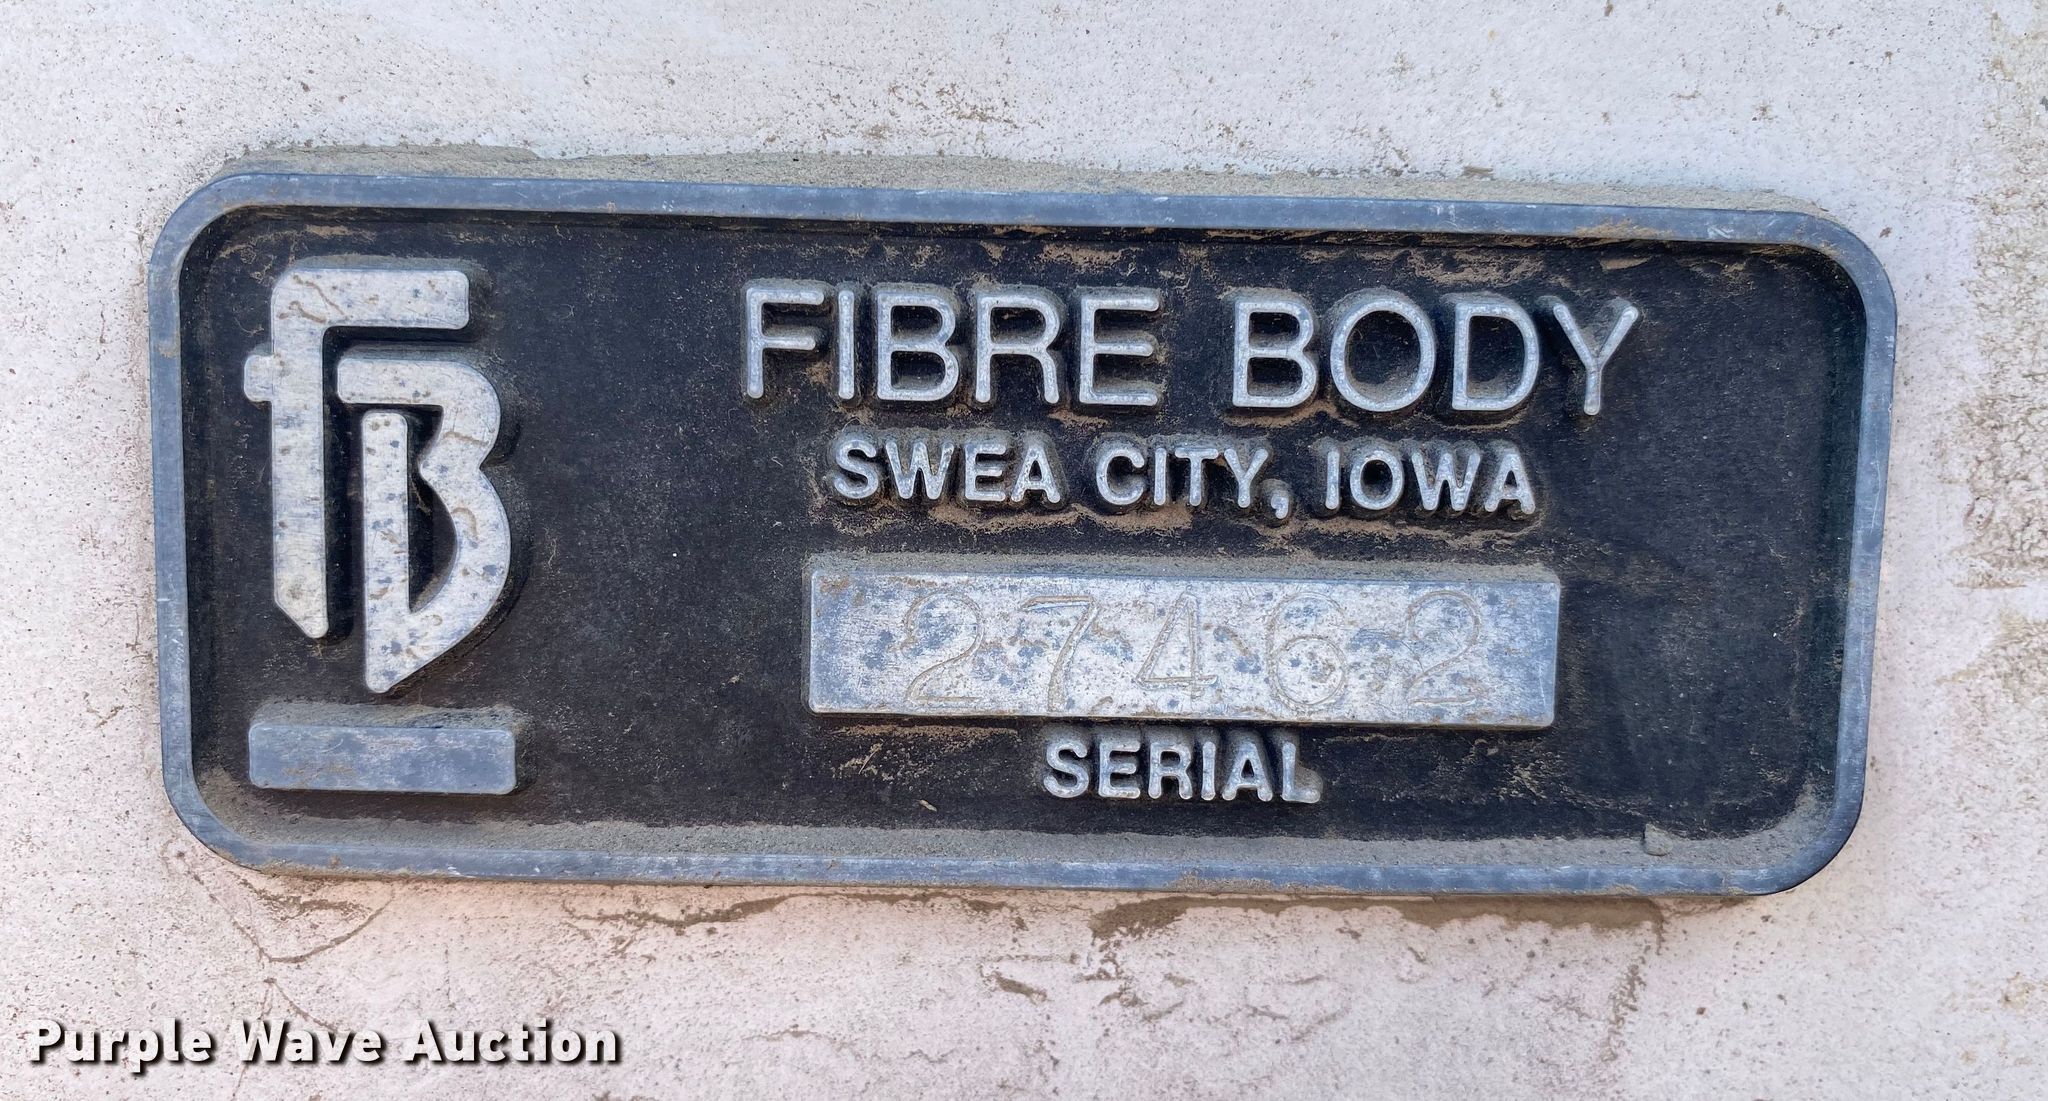 FB
FIBRE BODY
SWEA CITY, IOWA
27462
SERIAL
Purple Wave Auction